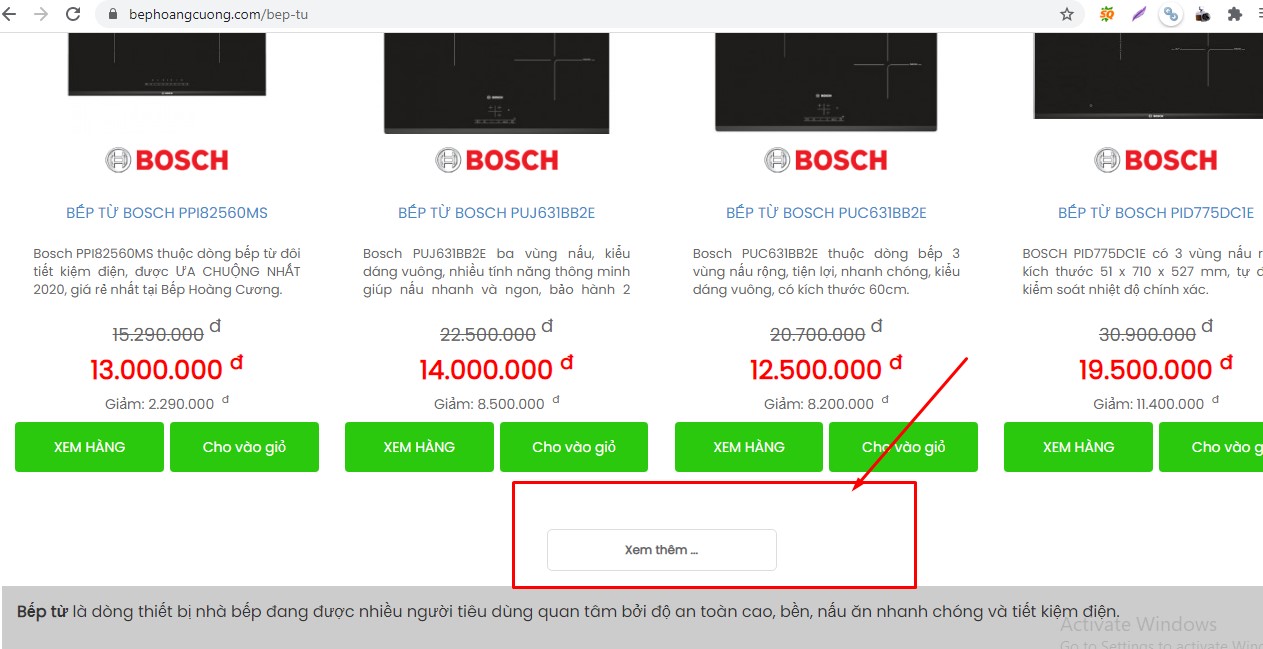 bephoangcuong.com/bep-tu
BOSCH BOSCH BOSCH BOSCH
BẾP TỪ BOSCH PPI82560MS
Bosch PPI82560MS thuộc dòng bếp từ đôi
tiết kiệm điện, được ƯA CHUỘNG NHẤT
2020, giá rẻ nhất tại Bếp Hoàng Cương.
15.290.000 đ
13.000.000 đ
Giảm: 2.290.000 đ
XEM HÀNG Cho vào giỏ
BẾP TỪ BOSCH PUJ631BB2E
Bosch PUJ631BB2E ba vùng nấu, kiểu
dáng vuông, nhiều tính năng thông minh
giúp nấu nhanh và ngon, bảo hành 2
22.500.000 đ
14.000.000 đ
Giảm: 8.500.000 đ
XEM HÀNG Cho vào giỏ
BẾP TỪ BOSCH PUC631BB2E
Bosch PUC631BB2E thuộc dòng bếp 3
vùng nấu rộng, tiện lợi, nhanh chóng, kiểu
dáng vuông, có kích thước 60cm.
20.700.000 đ
12.500.000 đ
Giảm: 8.200.000 đ
XEM HÀNG Cho vào giỏ
BẾP TỪ BOSCH PID775DC1E
BOSCH PID775DC1E có 3 vùng nấu r
kích thước 51 x 710 x 527 mm, tự đ
kiểm soát nhiệt độ chính xác.
30.900.000 đ
19.500.000 đ
Giảm: 11.400.000 đ
XEM HÀNG Cho vào g
Xem thêm ...
Bếp từ là dòng thiết bị nhà bếp đang được nhiều người tiêu dùng quan tâm bởi độ an toàn cao, bền, nấu ăn nhanh chóng và tiết kiệm điện.
Activate Windows
Go to Settings to activate Win